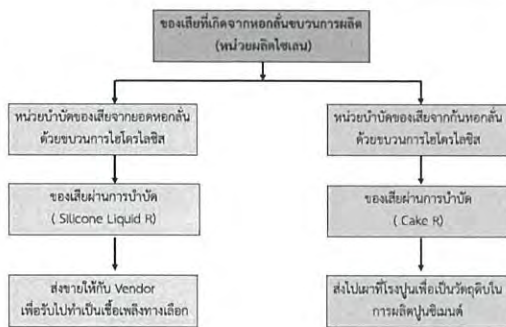 ของเสียที่เกิดจากหอกลั่นขบวนการผลิต
(หน่วยผลิตไซเลน)
หน่วยบำบัดของเสียจากยอดหอกลั่น
ด้วยขบวนการไฮโดรไลซิส
ของเสียผ่านการบำบัด
( Silicone Liquid R)
ส่งขายให้กับ Vendor
เพื่อรับไปทำเป็นเชื้อเพลิงทางเลือก
หน่วยบำบัดของเสียจากก้นหอกลั่น
ด้วยขบวนการไฮโดรไลซิส
ของเสียผ่านการบำบัด
( Cake R)
ส่งไปเผาที่โรงปูนเพื่อเป็นวัตถุดิบใน
การผลิตปูนซิเมนต์